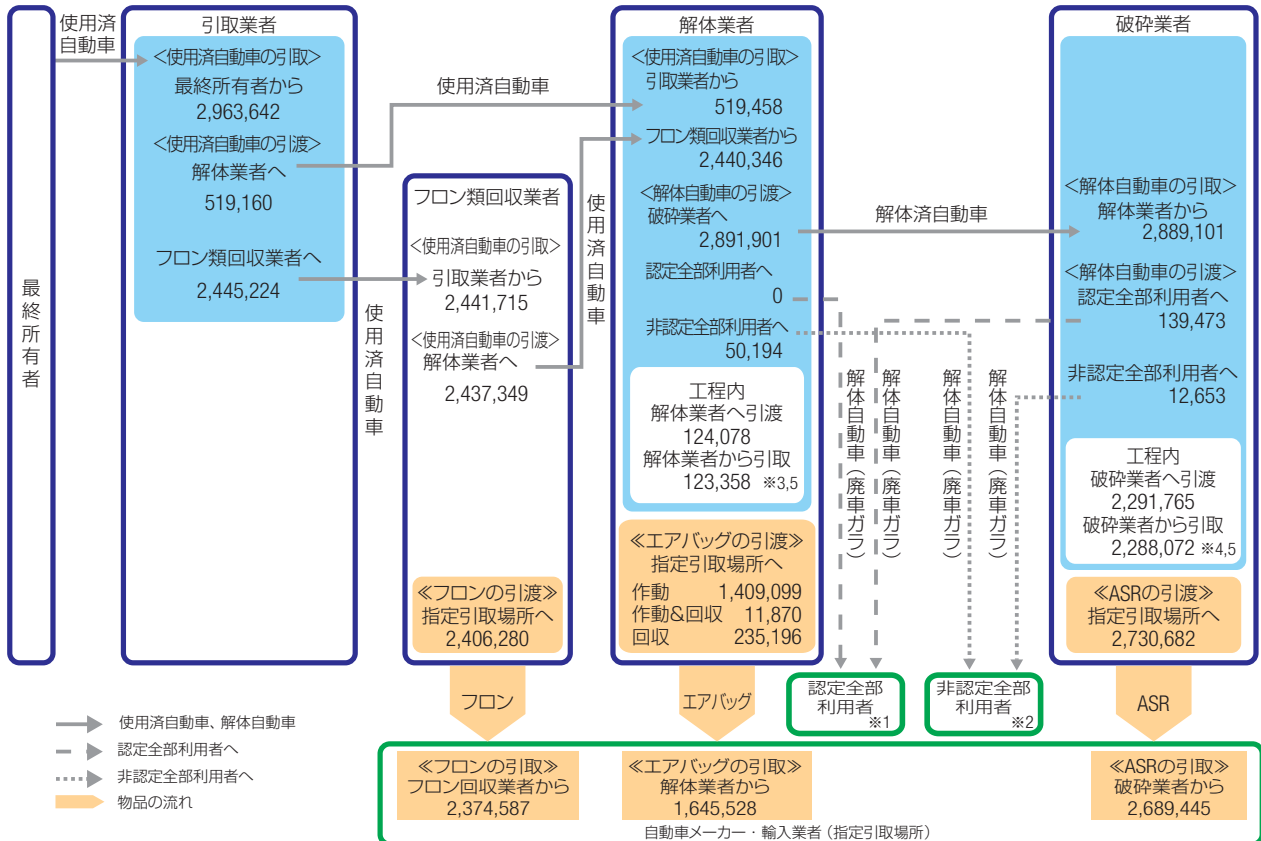 最終所有者
使用済
自動車
引取業者
<使用済自動車の引取>
最終所有者から
2,963,642
<使用済自動車の引渡>
解体業者へ
519,160
フロン類回収業者へ
2,445,224
使用済自動車
使用済自動車
フロン類回収業者
<使用済自動車の引取>
引取業者から
2,441,715
<使用済自動車の引渡>
解体業者へ
2,437,349
≪フロンの引渡≫
指定引取場所へ
2,406,280
使用済自動車
解体業者
<使用済自動車の引取>
引取業者から
519,458
フロン類回収業者から
2,440,346
<解体自動車の引渡>
破砕業者へ
2,891,901
認定全部利用者へ
0
非認定全部利用者へ
50,194
工程内
解体業者へ引渡
124,078
解体業者から引取
123,358 ※3,5
≪エアバッグの引渡≫
指定引取場所へ
作動 1,409,099
作動&回収 11,870
回収 235,196
解体済自動車
解体自動車（廃車ガラ）
解体自動車（廃車ガラ）
解体自動車（廃車ガラ）
解体自動車（廃車ガラ）
破砕業者
<解体自動車の引取>
解体業者から
2,889,101
<解体自動車の引渡>
認定全部利用者へ
139,473
非認定全部利用者へ
12,653
工程内
破砕業者へ引渡
2,291,765
破砕業者から引取
2,288,072 ※4,5
≪ASRの引渡≫
指定引取場所へ
2,730,682
フロン
エアバッグ
認定全部
利用者
※1
非認定全部
利用者
※2
ASR
使用済自動車、解体自動車
認定全部利用者へ
非認定全部利用者へ
物品の流れ
≪フロンの引取≫
フロン回収業者から
2,374,587
≪エアバッグの引取≫
解体業者から
1,645,528
≪ASRの引取≫
破砕業者から
2,689,445
自動車メーカー・輸入業者（指定引取場所）